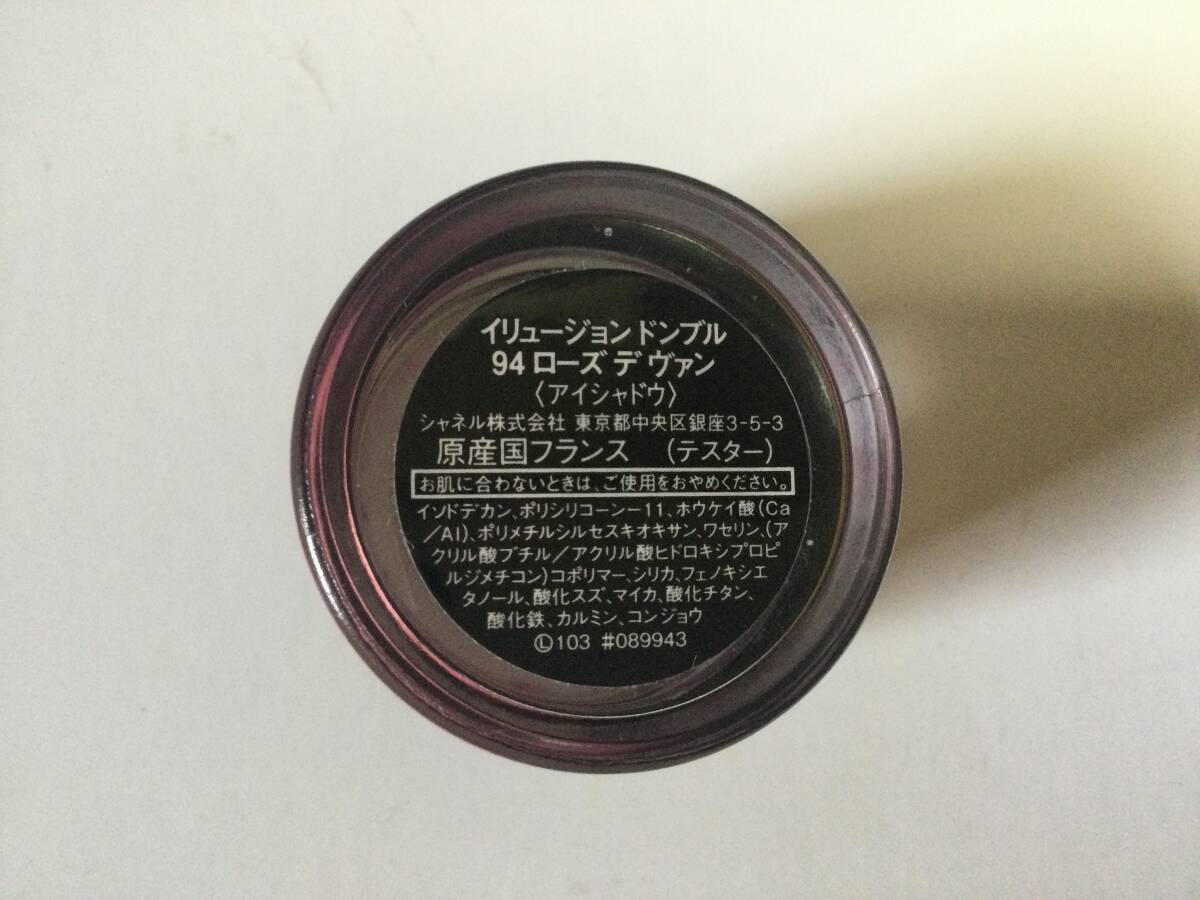 イリュージョン ドンブル
94 ローズ デ ヴァン
〈アイシャドウ〉
シャネル株式会社 東京都中央区銀座3-5-3
原産国フランス （テスター）
お肌に合わないときは、ご使用をおやめください。
イソドデカン、ポリシリコーンー11、ホウケイ酸（Ca
／Al）、ポリメチルシルセスキオキサン、ワセリン、（ア
クリル酸ブチル／アクリル酸ヒドロキシプロピ
ルジメチコン）コポリマー、シリカ、フェノキシエ
タノール、酸化スズ、マイカ、酸化チタン、
酸化鉄、カルミン、コンジョウ
Ⓛ103 #089943